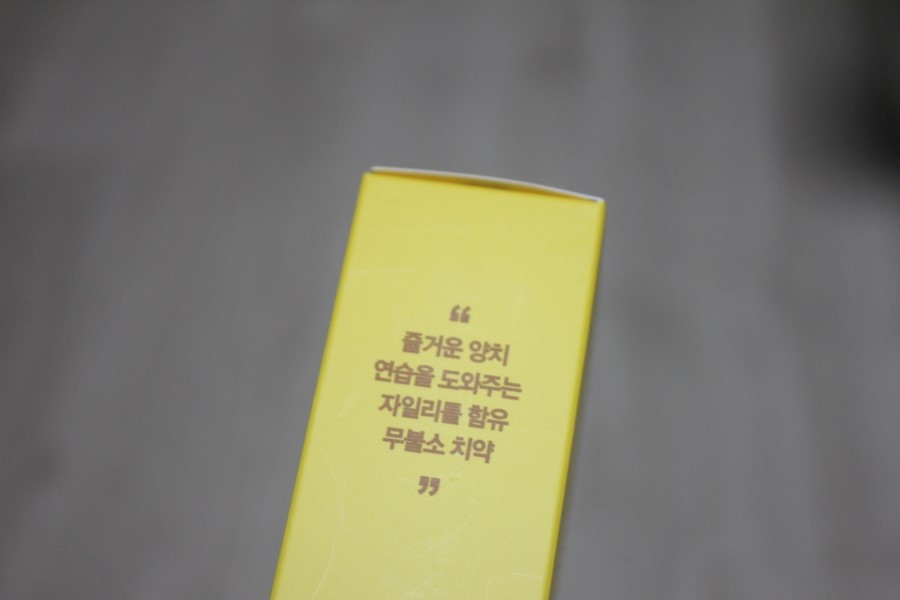 “
즐거운 양치
연습을 도와주는
자일리톨 함유
무불소 치약
”